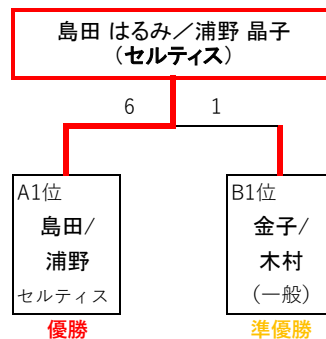 島田 はるみ／浦野 晶子
（セルティス）
6 1
A1位 B1位
島田/ 金子/
浦野 木村
セルティス （一般）
優勝 準優勝